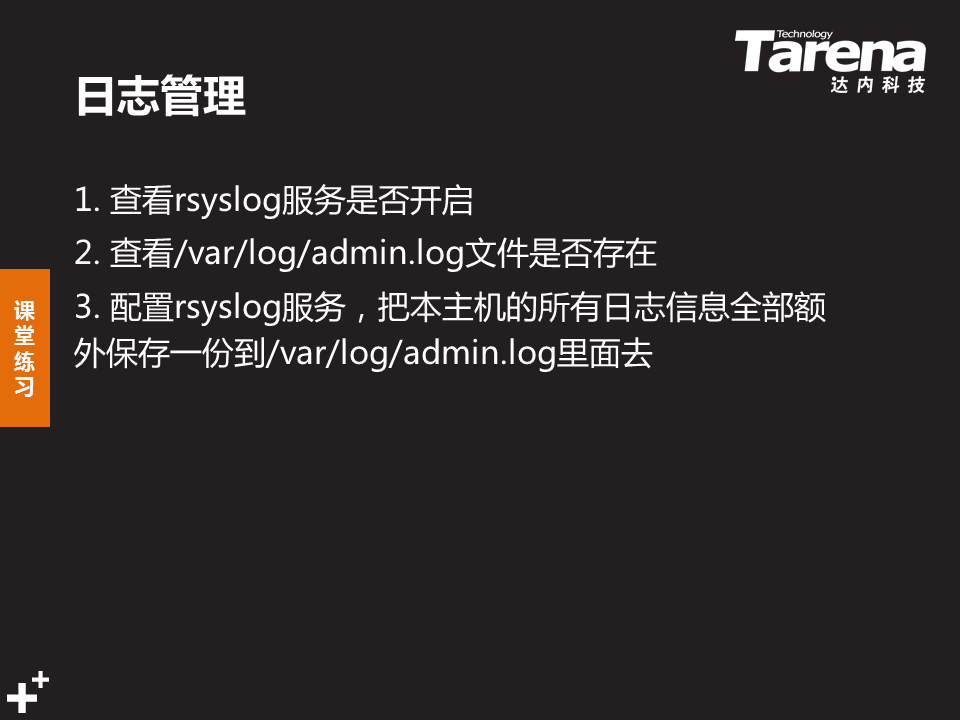 Technology
Tarena
达内科技
日志管理
1. 查看rsyslog服务是否开启
2. 查看/var/log/admin.log文件是否存在
3. 配置rsyslog服务，把本主机的所有日志信息全部额
外保存一份到/var/log/admin.log里面去
课
堂
练
习